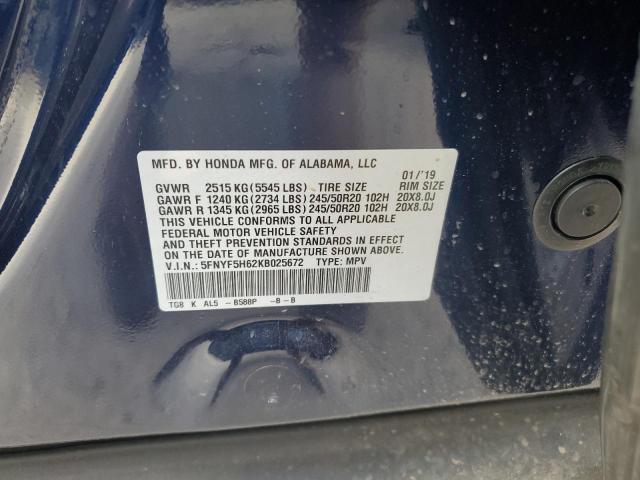 MFD. BY HONDA MFG. OF ALABAMA, LLC 01/'19
GVWR 2515 KG (5545 LBS) TIRE SIZE RIM SIZE
GAWR F 1240 KG (2734 LBS) 245/50R20 102H 20X8.0J
GAWR R 1345 KG (2965 LBS) 245/50R20 102H 20X8.0J
THIS VEHICLE CONFORMS TO ALL APPLICABLE
FEDERAL MOTOR VEHICLE SAFETY
AND THEFT PREVENTION STANDARDS IN EFFECT
ON THE DATE OF MANUFACTURE SHOWN ABOVE.
V.I.N.: 5FNYF5H62KB025672 TYPE: MPV
TG8 K AL5 - B588P -B - B